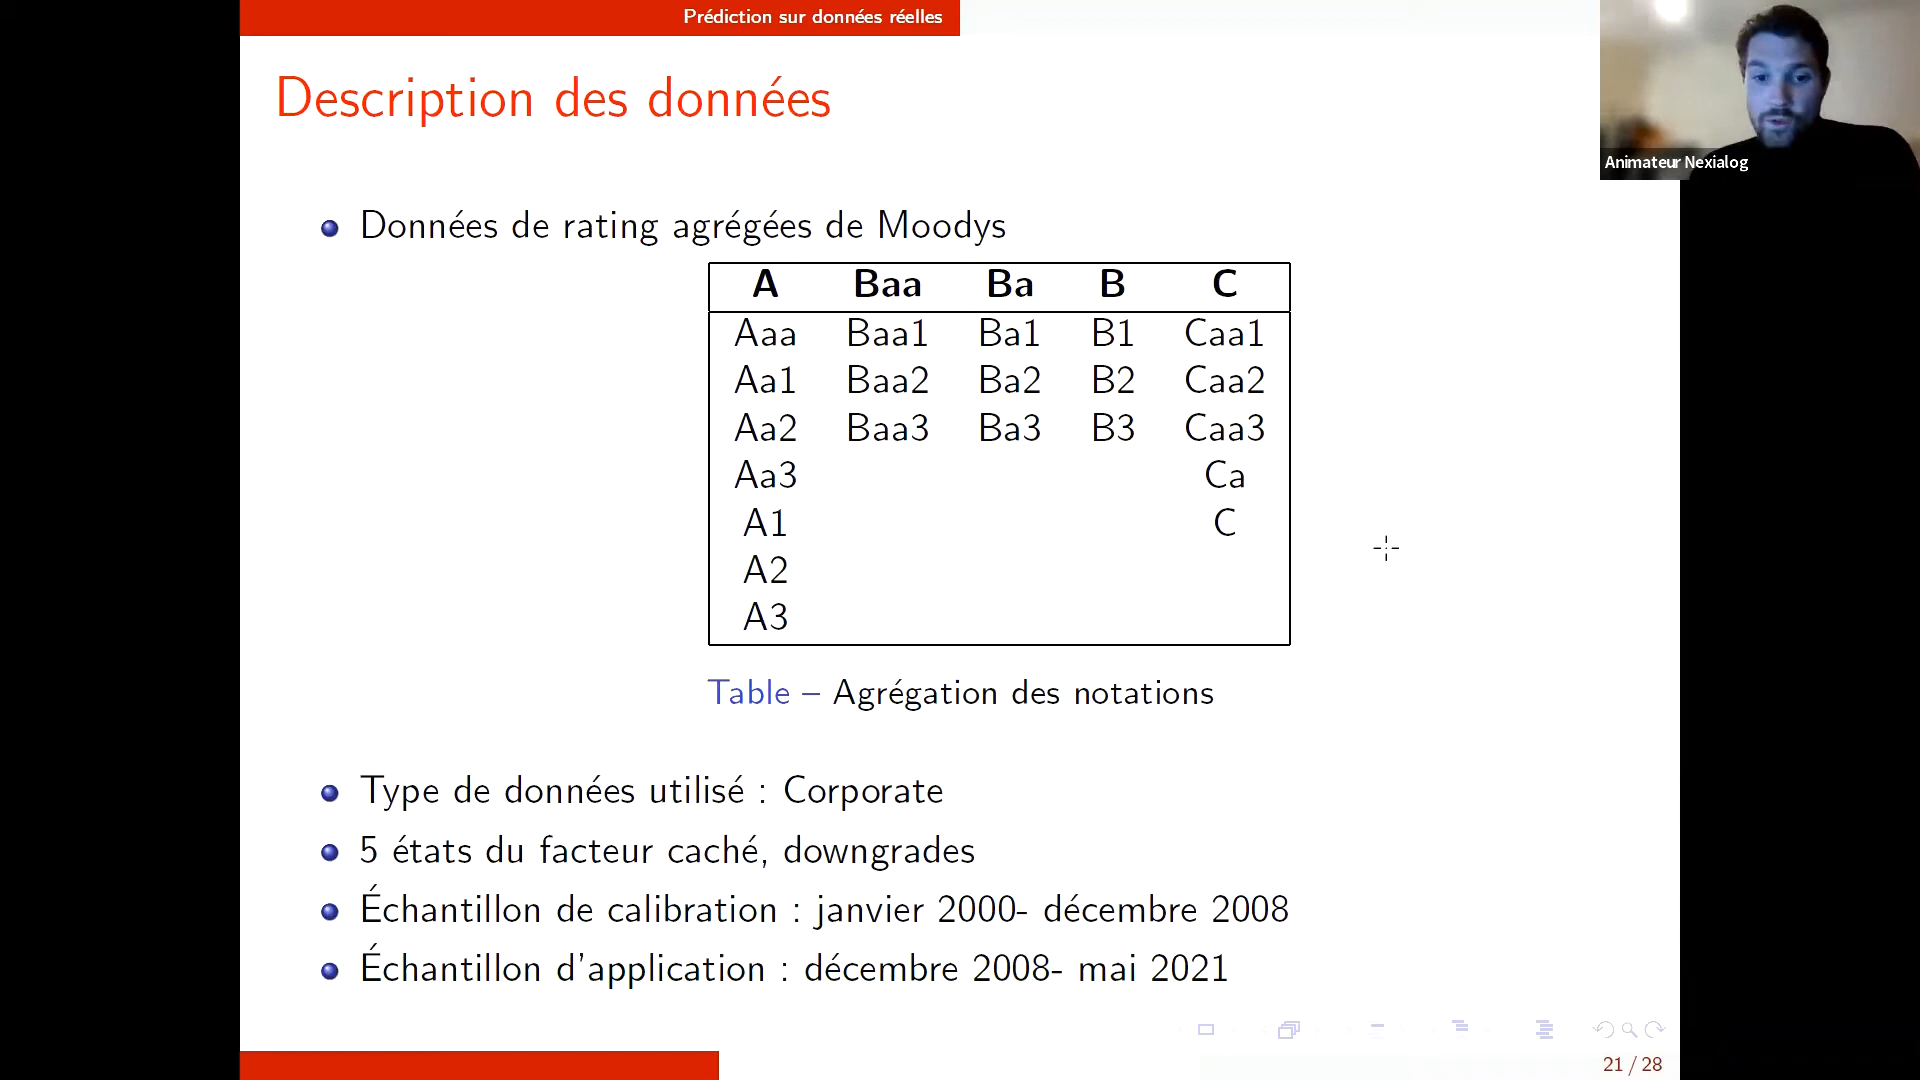 Prédiction sur données réelles
Description des données
Animateur Nexialog
Données de rating agrégées de Moodys
A Baa Ba B C
Aaa Baa1 Ba1 B1 Caa1
Aa1 Baa2 Ba2 B2 Caa2
Aa2 Baa3 Ba3 B3 Caa3
Aa3 Ca
A1 C
A2
A3
Table – Agrégation des notations
Type de données utilisé : Corporate
5 états du facteur caché, downgrades
Échantillon de calibration : janvier 2000- décembre 2008
Échantillon d'application : décembre 2008- mai 2021
21 / 28